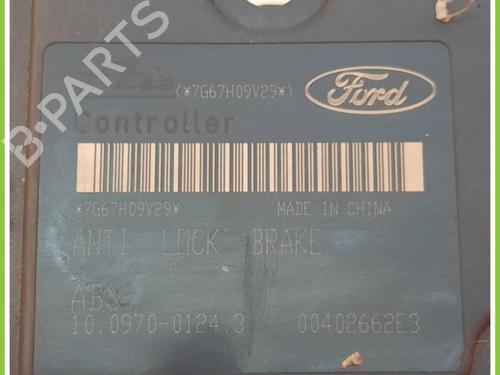 (*7G67H09V29*)
Ford
Controller
*7G67H09V29*
MADE IN CHINA
ANTI LOCK BRAKE
ABS
10.0970-0124.3
00402662E3
B-PARTS